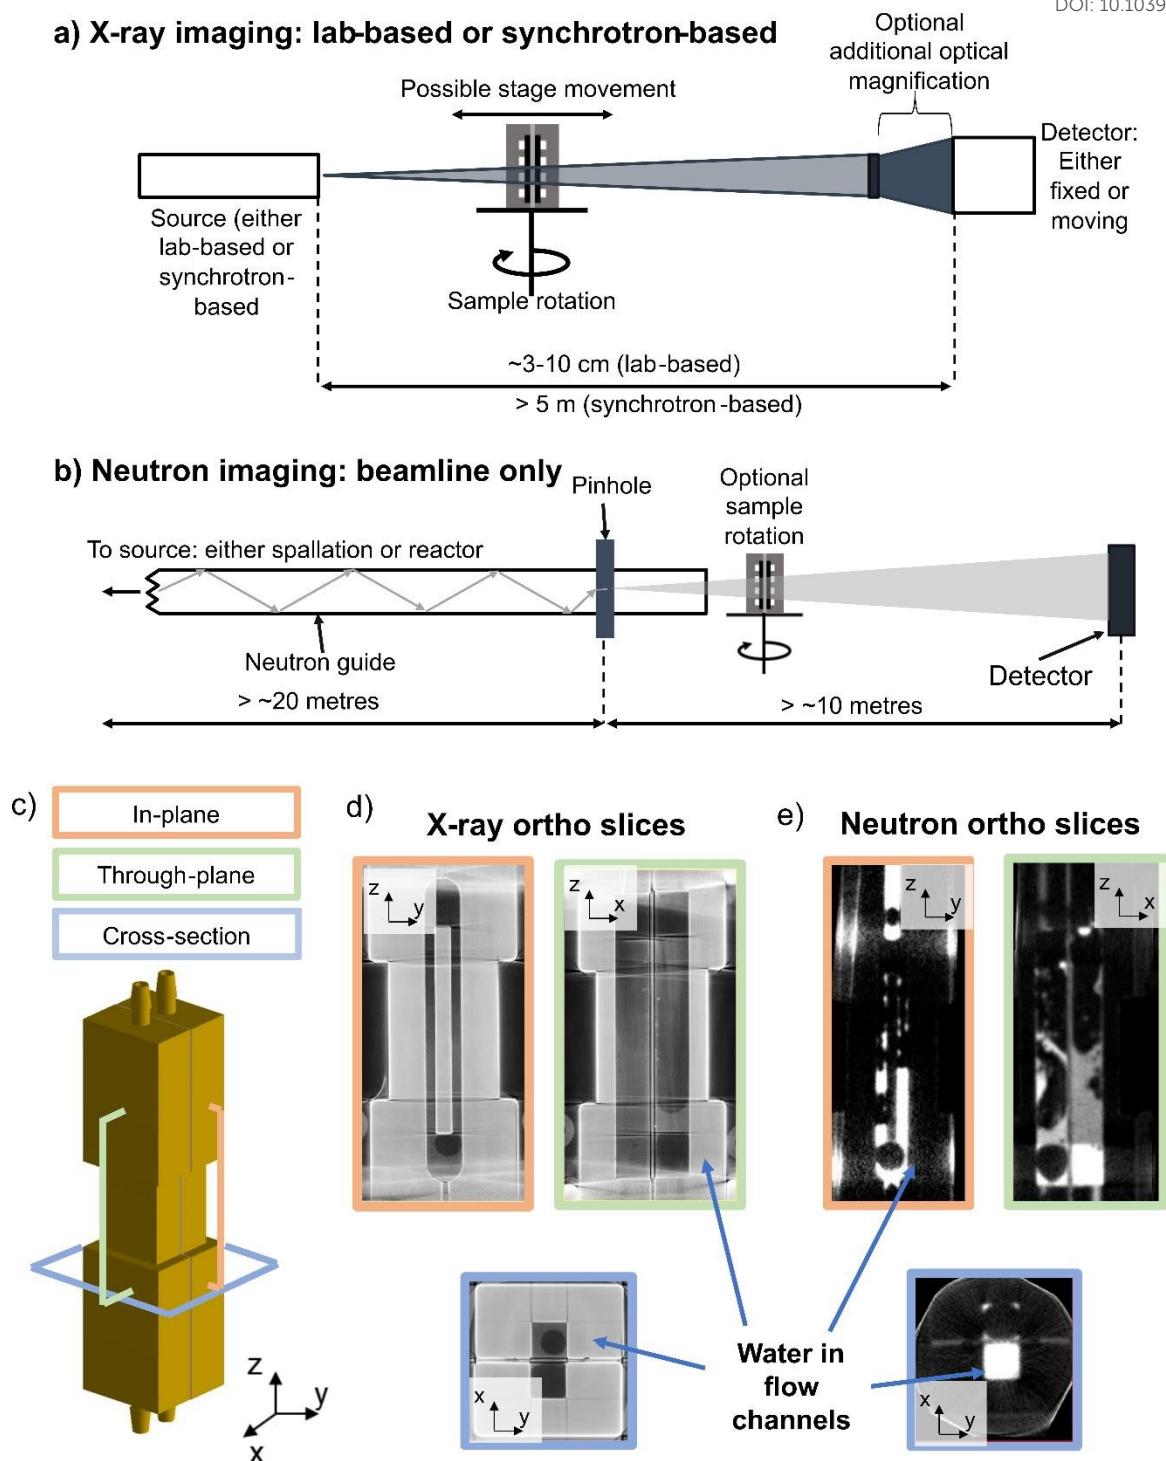 DOI: 10.1039
a) X-ray imaging: lab-based or synchrotron-based
Optional
additional optical
magnification
Possible stage movement
Detector:
Either
fixed or
moving
Source (either
lab-based or
synchrotron-
based
Sample rotation
~3-10 cm (lab-based)
> 5 m (synchrotron-based)
b) Neutron imaging: beamline only
Pinhole
Optional
sample
rotation
To source: either spallation or reactor
Neutron guide
Detector
> ~20 metres
> ~10 metres
c)
In-plane
Through-plane
Cross-section
z
y
x
d)
X-ray ortho slices
z
y
z
x
x
y
e)
Neutron ortho slices
z
y
z
x
x
y
Water in
flow
channels